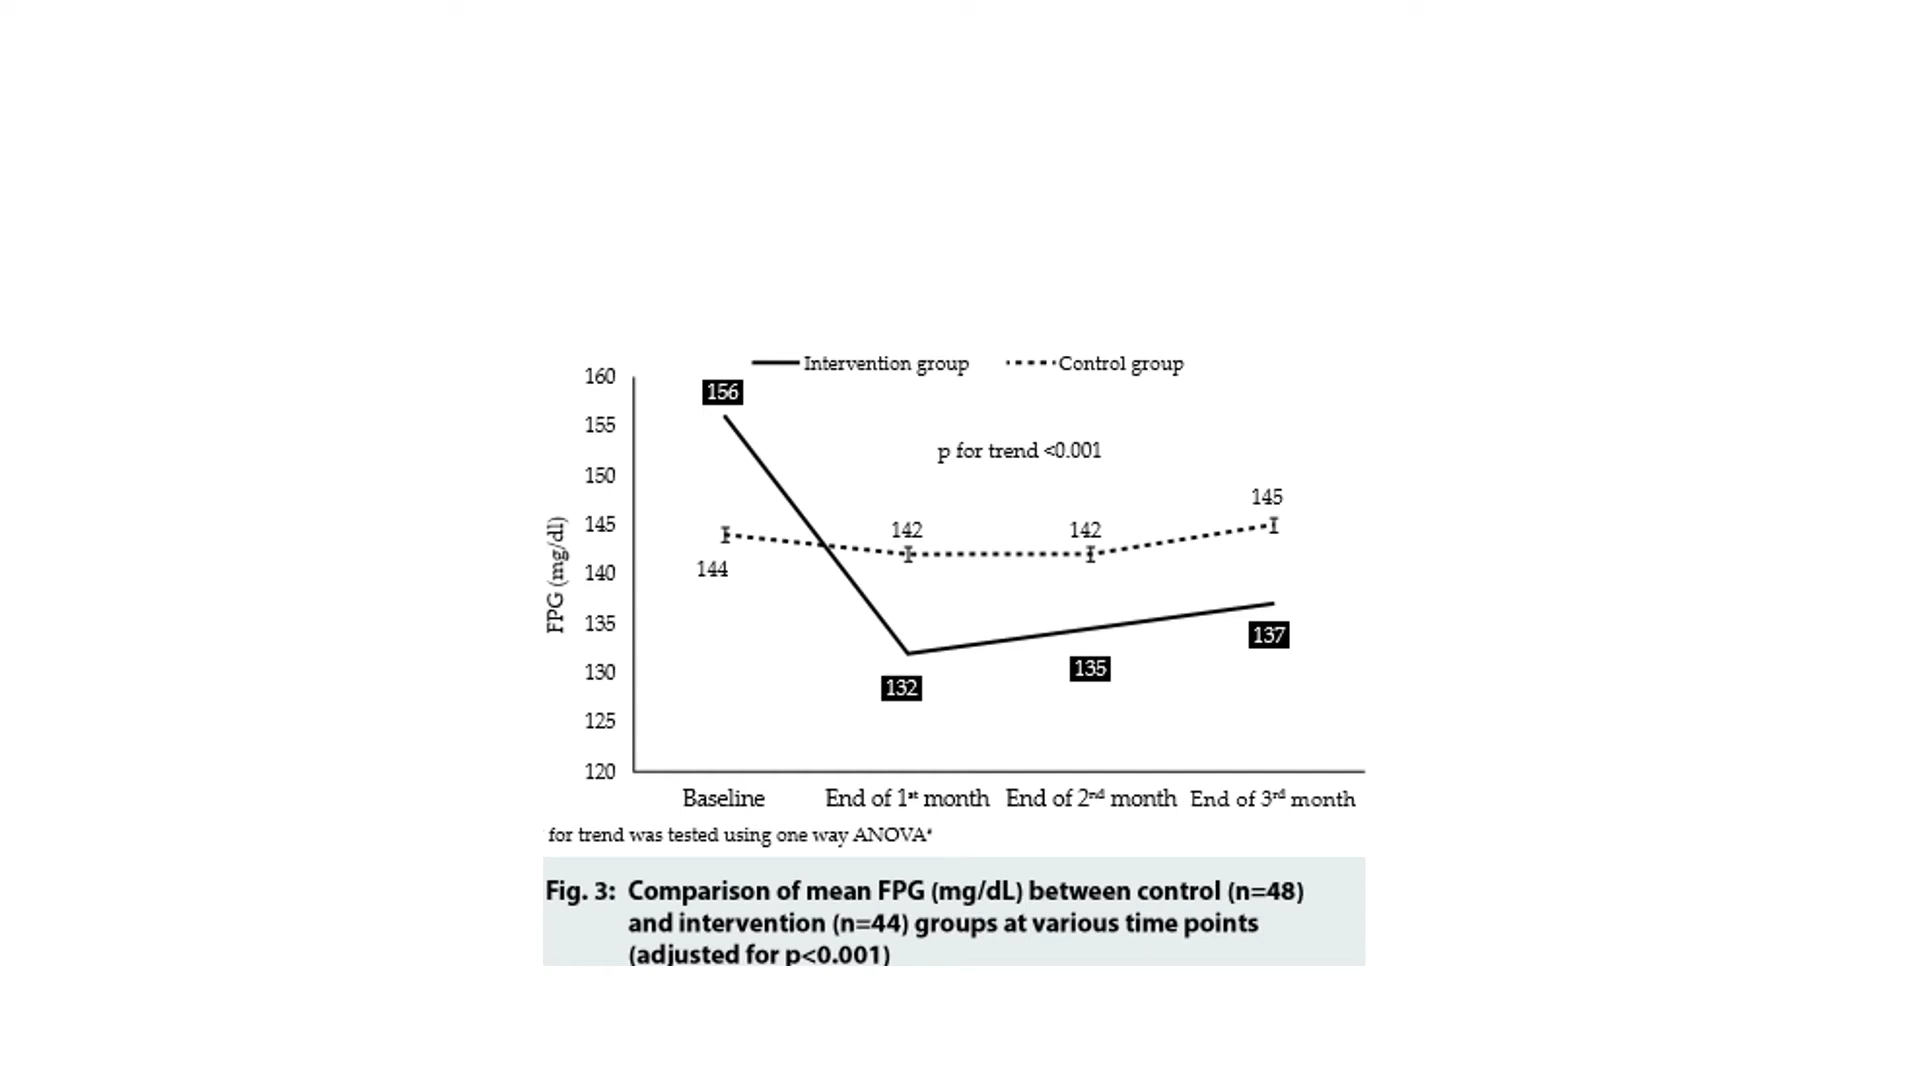 Intervention group Control group
160
155
150
145
140
135
130
125
120
FPG (mg/dl)
156
p for trend <0.001
145
142
142
144
137
135
132
Baseline End of 1st month End of 2nd month End of 3rd month
for trend was tested using one way ANOVA*
Fig. 3: Comparison of mean FPG (mg/dL) between control (n=48)
and intervention (n=44) groups at various time points
(adjusted for p<0.001)